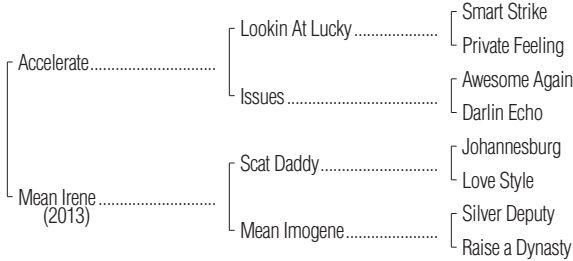 Smart Strike
Lookin At Lucky....................
Private Feeling
Accelerate..............................
Awesome Again
Issues....................................
Darlin Echo
Johannesburg
Scat Daddy............................
Love Style
Mean Irene............................
(2013)
Silver Deputy
Mean Imogene......................
Raise a Dynasty